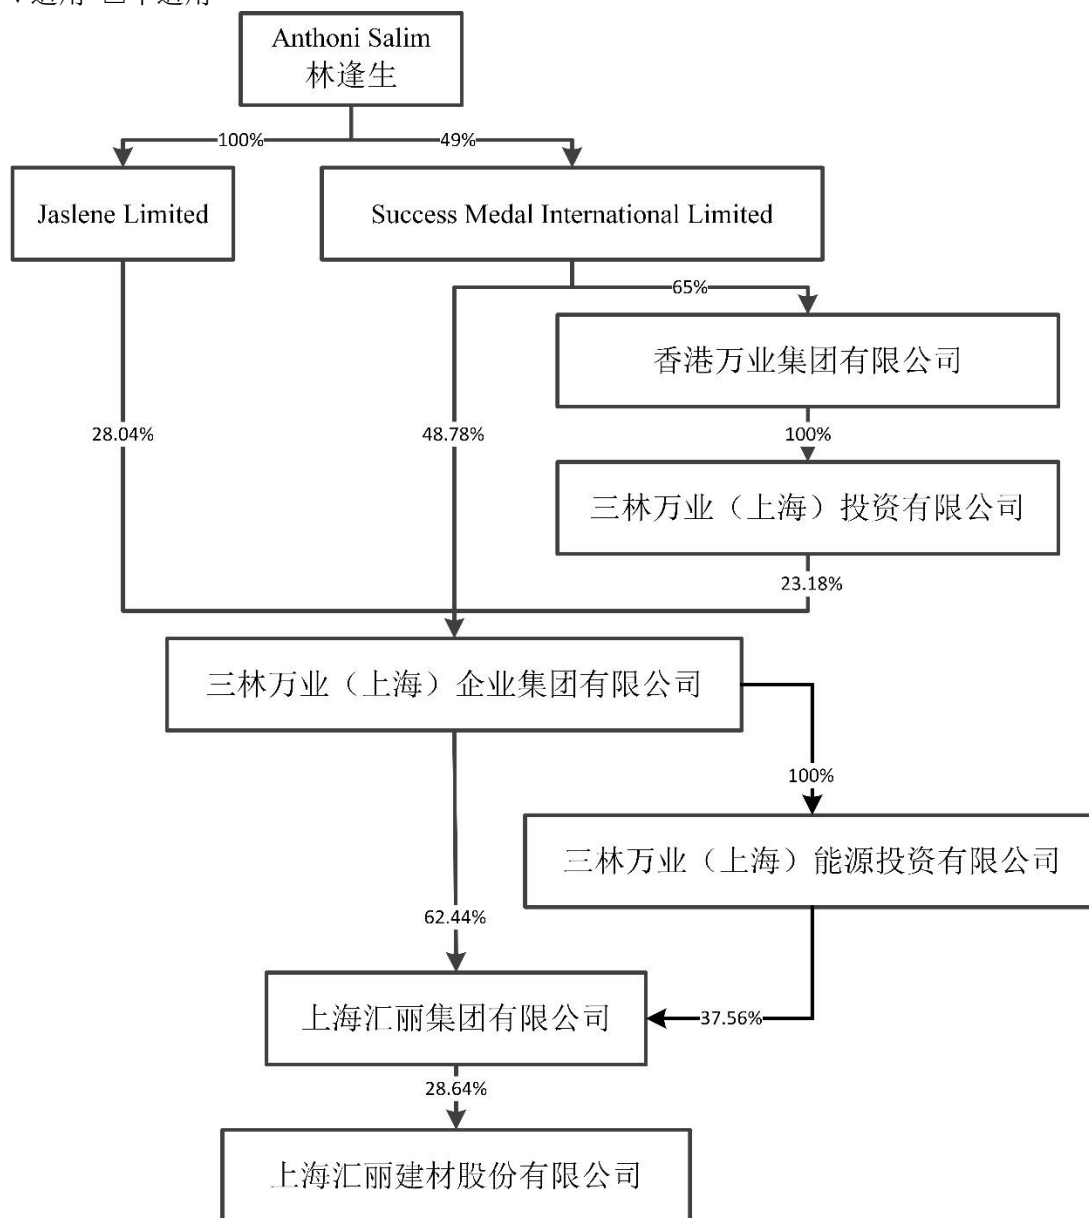 Anthoni Salim
林逢生
100%
49%
Jaslene Limited
Success Medal International Limited
65%
香港万业集团有限公司
28.04%
48.78%
100%
三林万业（上海）投资有限公司
23.18%
三林万业（上海）企业集团有限公司
100%
三林万业（上海）能源投资有限公司
62.44%
上海汇丽集团有限公司
37.56%
28.64%
上海汇丽建材股份有限公司